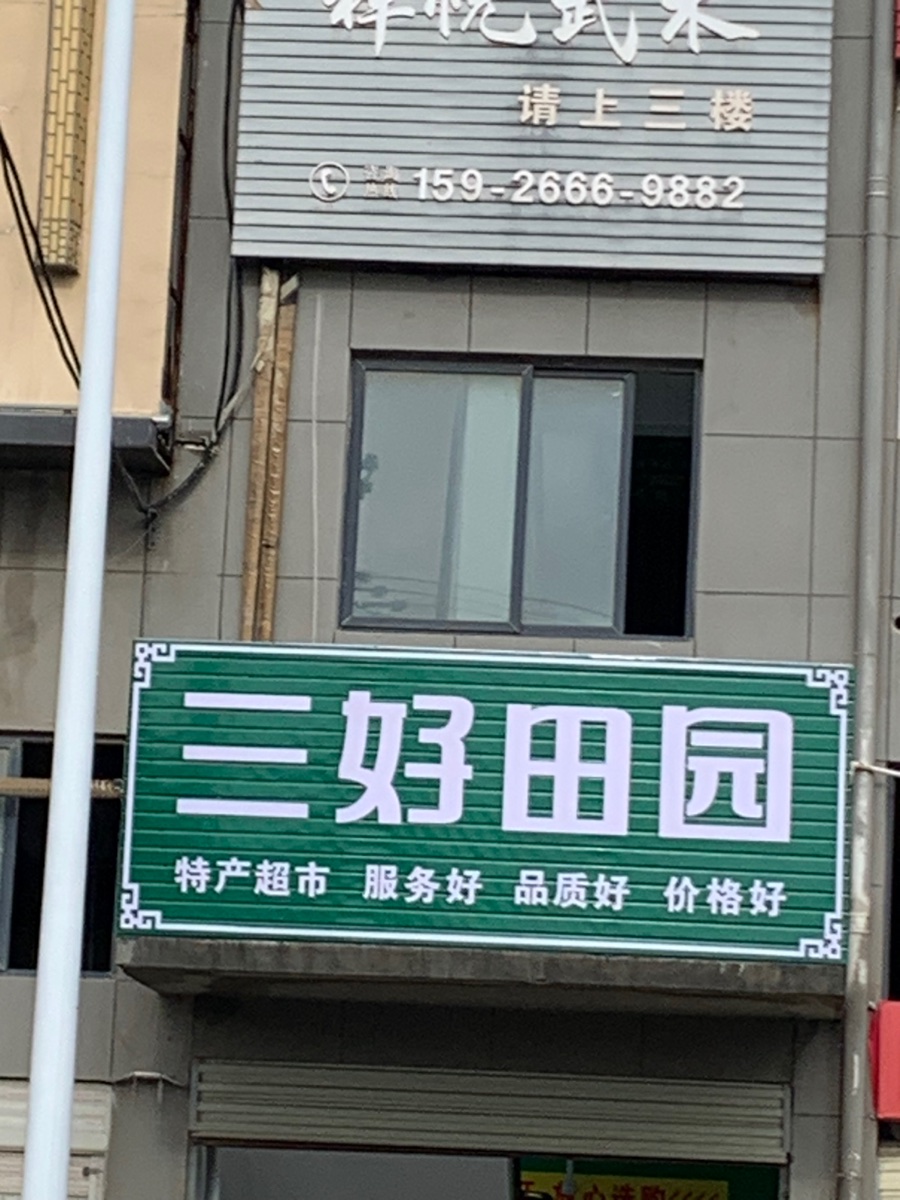 请上三楼
159-2666-9882
三好田园
特产超市 服务好 品质好 价格好